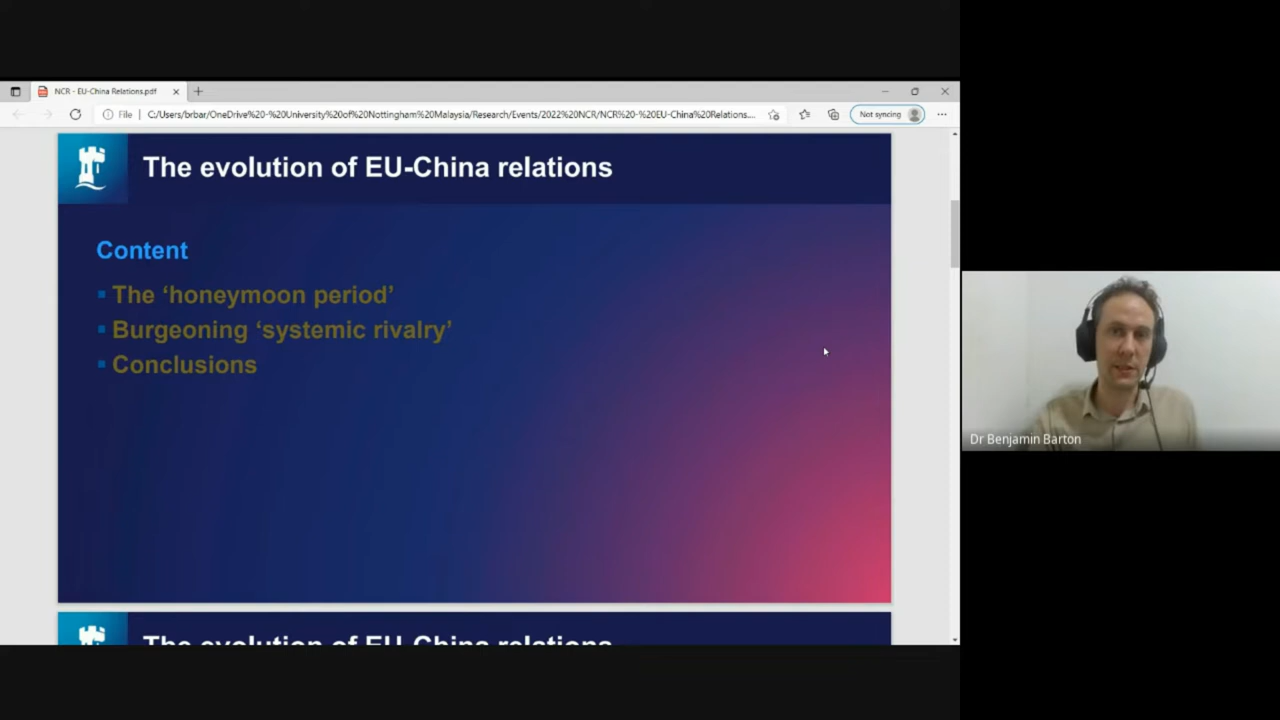 NCR - EU-China Relations.pdf
File
C:/Users/brbar/OneDrive%20-%20University%20of%20Nottingham%20Malaysia/Research/Events/2022%20NCR/NCR%20-%20EU-China%20Relations....
Not syncing
The evolution of EU-China relations
Content
The ‘honeymoon period’
Burgeoning ‘systemic rivalry’
Conclusions
Dr Benjamin Barton
The evolution of EU-China relations